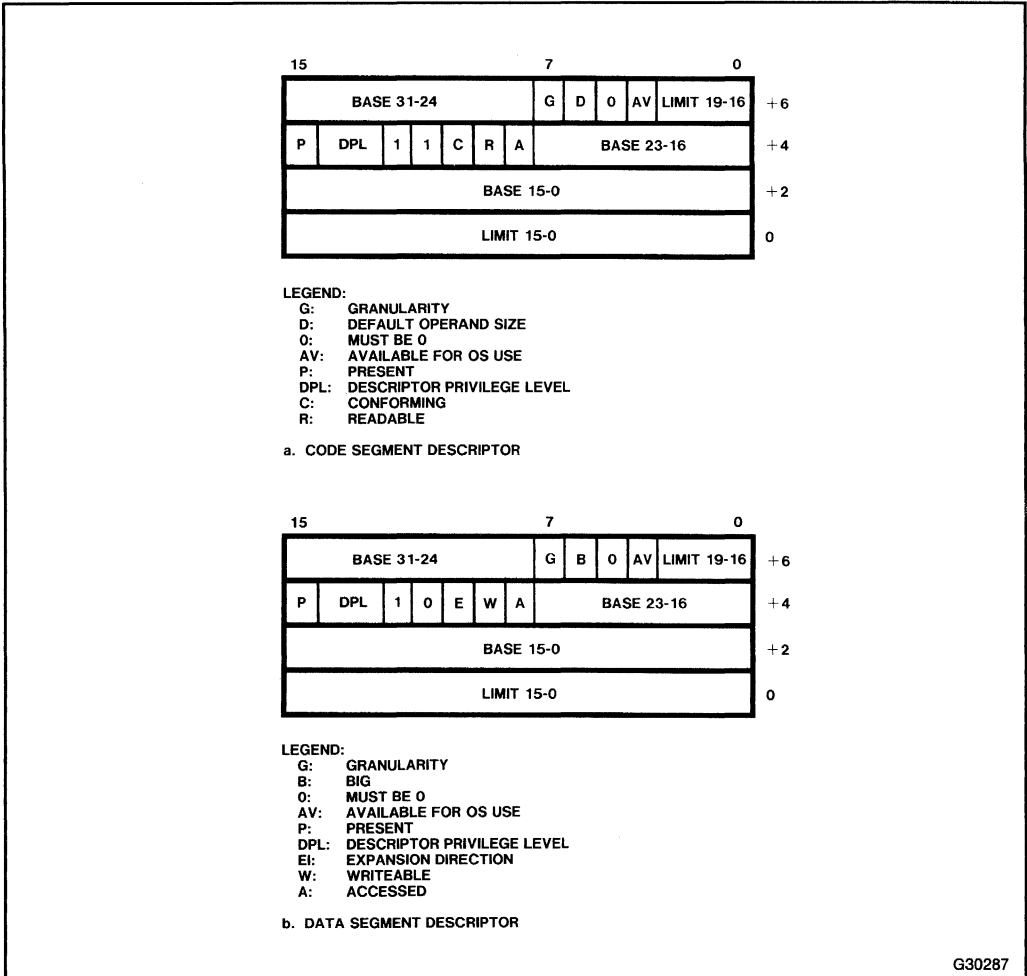 15 7 0
BASE 31-24 G D 0 AV LIMIT 19-16 +6
P DPL 1 1 C R A BASE 23-16 +4
BASE 15-0 +2
LIMIT 15-0 0
LEGEND:
G: GRANULARITY
D: DEFAULT OPERAND SIZE
0: MUST BE 0
AV: AVAILABLE FOR OS USE
P: PRESENT
DPL: DESCRIPTOR PRIVILEGE LEVEL
C: CONFORMING
R: READABLE
a. CODE SEGMENT DESCRIPTOR
15 7 0
BASE 31-24 G B 0 AV LIMIT 19-16 +6
P DPL 1 0 E W A BASE 23-16 +4
BASE 15-0 +2
LIMIT 15-0 0
LEGEND:
G: GRANULARITY
B: BIG
0: MUST BE 0
AV: AVAILABLE FOR OS USE
P: PRESENT
DPL: DESCRIPTOR PRIVILEGE LEVEL
EI: EXPANSION DIRECTION
W: WRITEABLE
A: ACCESSED
b. DATA SEGMENT DESCRIPTOR
G30287